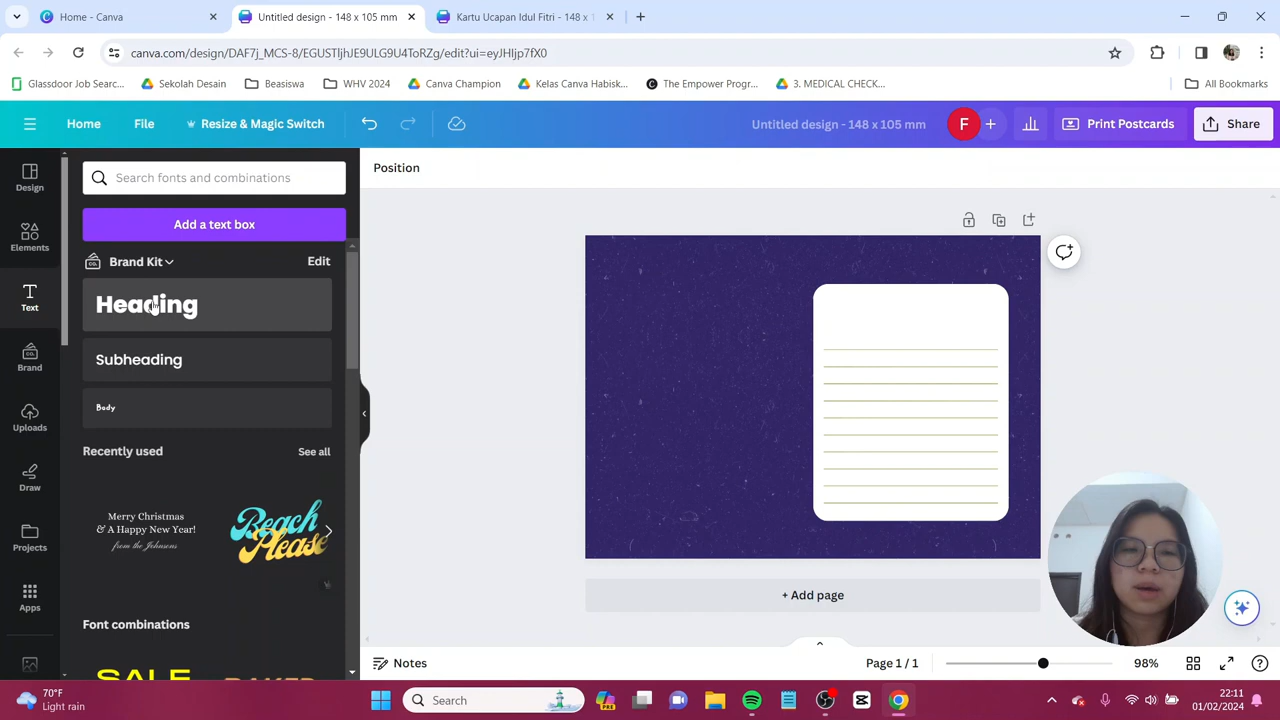 Home - Canva
Untitled design - 148 x 105 mm
Kartu Ucapan Idul Fitri - 148 x 1
canva.com/design/DAF7j_MCS-8/EGUSTljhJE9ULG9U4ToRZg/edit?ui=eyJHIjp7fX0
Glassdoor Job Searc...
Sekolah Desain
Beasiswa
WHV 2024
Canva Champion
Kelas Canva Habisk...
The Empower Progr...
3. MEDICAL CHECK...
All Bookmarks
Home
File
Resize & Magic Switch
Untitled design - 148 x 105 mm
F
Print Postcards
Share
Design
Elements
Text
Brand
Uploads
Draw
Projects
Apps
Search fonts and combinations
Add a text box
Brand Kit
Edit
Heading
Subheading
Body
Recently used
See all
Merry Christmas
& A Happy New Year!
from the Johnsons
Beach
Please
Font combinations
SALE
Position
+ Add page
Notes
Page 1 / 1
98%
70°F
Light rain
Search
22:11
01/02/2024